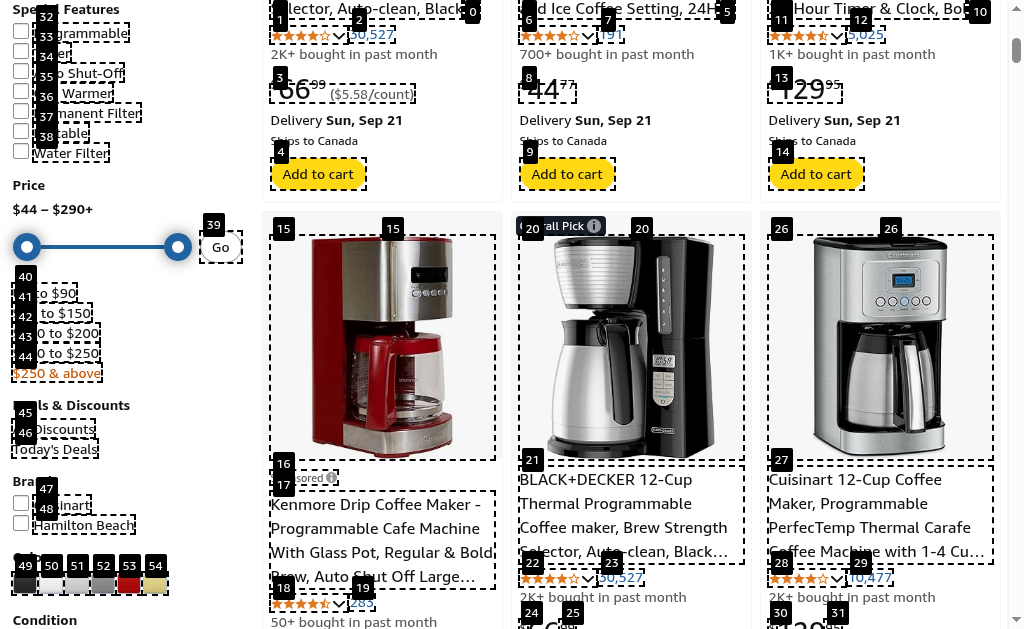 Special Features
Programmable
Timer
Auto Shut-Off
Keep Warmer
Permanent Filter
Portable
Water Filter
Price
$44 – $290+
Go
to $90
to $150
to $200
to $250
$250 & above
Deals & Discounts
Discounts
Today's Deals
Brands
Cuisinart
Hamilton Beach
Condition
Selector, Auto-clean, Black
30,527
2K+ bought in past month
66 99 ($5.58/count)
Delivery Sun, Sep 21
Ships to Canada
Add to cart
and Ice Coffee Setting, 24H
191
700+ bought in past month
44 77
Delivery Sun, Sep 21
Ships to Canada
Add to cart
Hour Timer & Clock, Bo
5,025
1K+ bought in past month
129 95
Delivery Sun, Sep 21
Ships to Canada
Add to cart
Sponsored
Kenmore Drip Coffee Maker -
Programmable Cafe Machine
With Glass Pot, Regular & Bold
Brew, Auto Shut Off Large...
283
50+ bought in past month
Overall Pick
BLACK+DECKER 12-Cup
Thermal Programmable
Coffee maker, Brew Strength
Selector, Auto-clean, Black...
30,527
2K+ bought in past month
Cuisinart
Cuisinart 12-Cup Coffee
Maker, Programmable
PerfecTemp Thermal Carafe
Coffee Machine with 1-4 Cu...
10,477
2K+ bought in past month
0
1
2
3
4
5
6
7
8
9
10
11
12
13
14
15
15
16
17
18
19
20
20
21
22
23
24
25
26
26
27
28
29
30
31
32
33
34
35
36
37
38
39
40
41
42
43
44
45
46
47
48
49
50
51
52
53
54